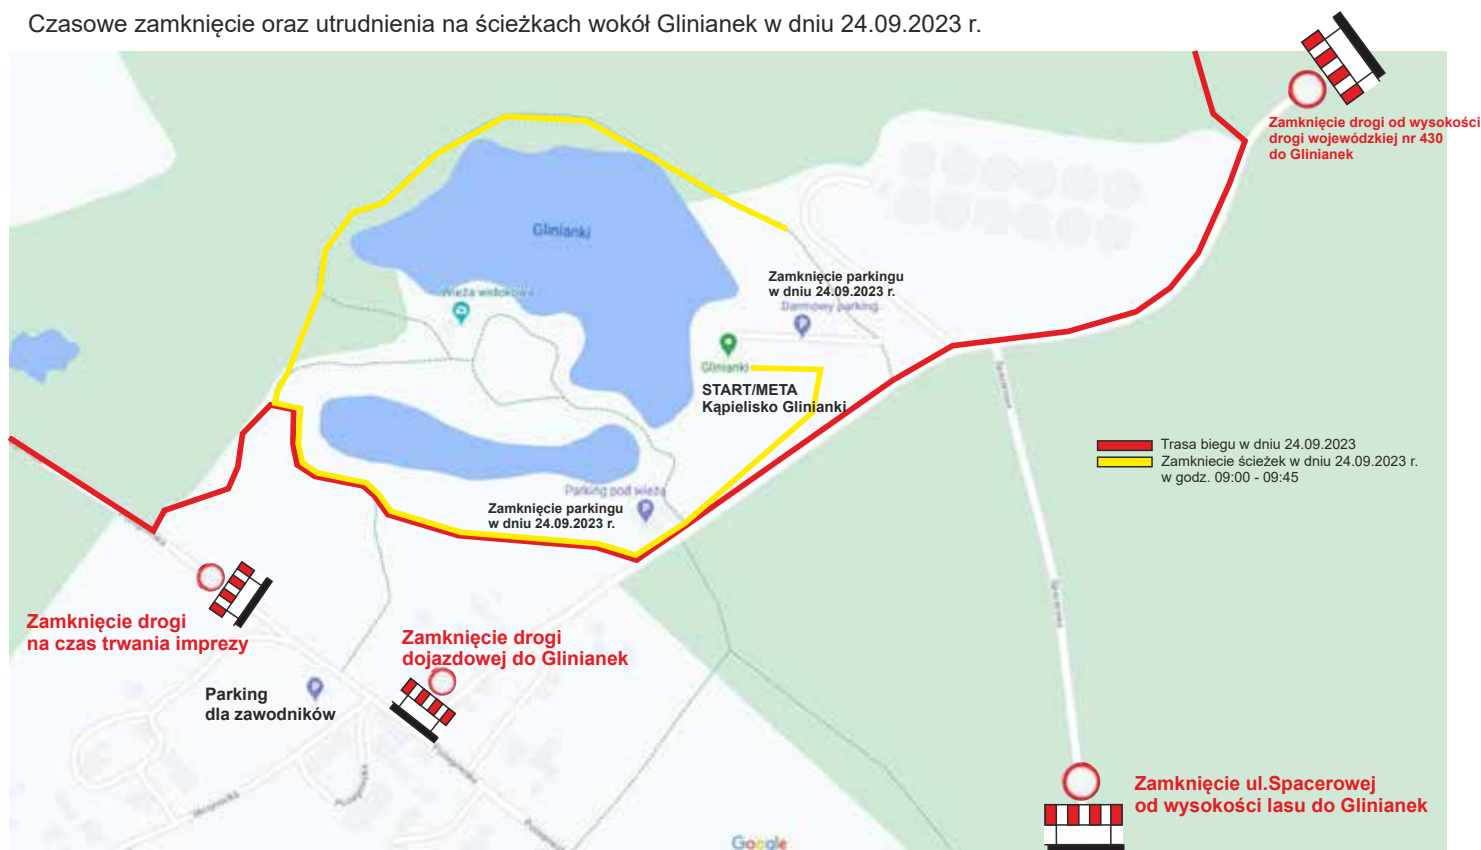 Czasowe zamknięcie oraz utrudnienia na ścieżkach wokół Glinianek w dniu 24.09.2023 r.
Zamknięcie drogi od wysokości
drogi wojewódzkiej nr 430
do Glinianek
Glinianki
Zamknięcie parkingu
w dniu 24.09.2023 r.
Wieża widokowa
Darmowy parking
Glinianki
START/META
Kąpielisko Glinianki
Spacerowa
Trasa biegu w dniu 24.09.2023
Zamkniecie ścieżek w dniu 24.09.2023 r.
w godz. 09:00 - 09:45
Parking pod wieżą
Zamknięcie parkingu
w dniu 24.09.2023 r.
Spacerowa
Zamknięcie drogi
na czas trwania imprezy
Zamknięcie drogi
dojazdowej do Glinianek
Parking
dla zawodników
Zamknięcie ul.Spacerowej
od wysokości lasu do Glinianek
Google